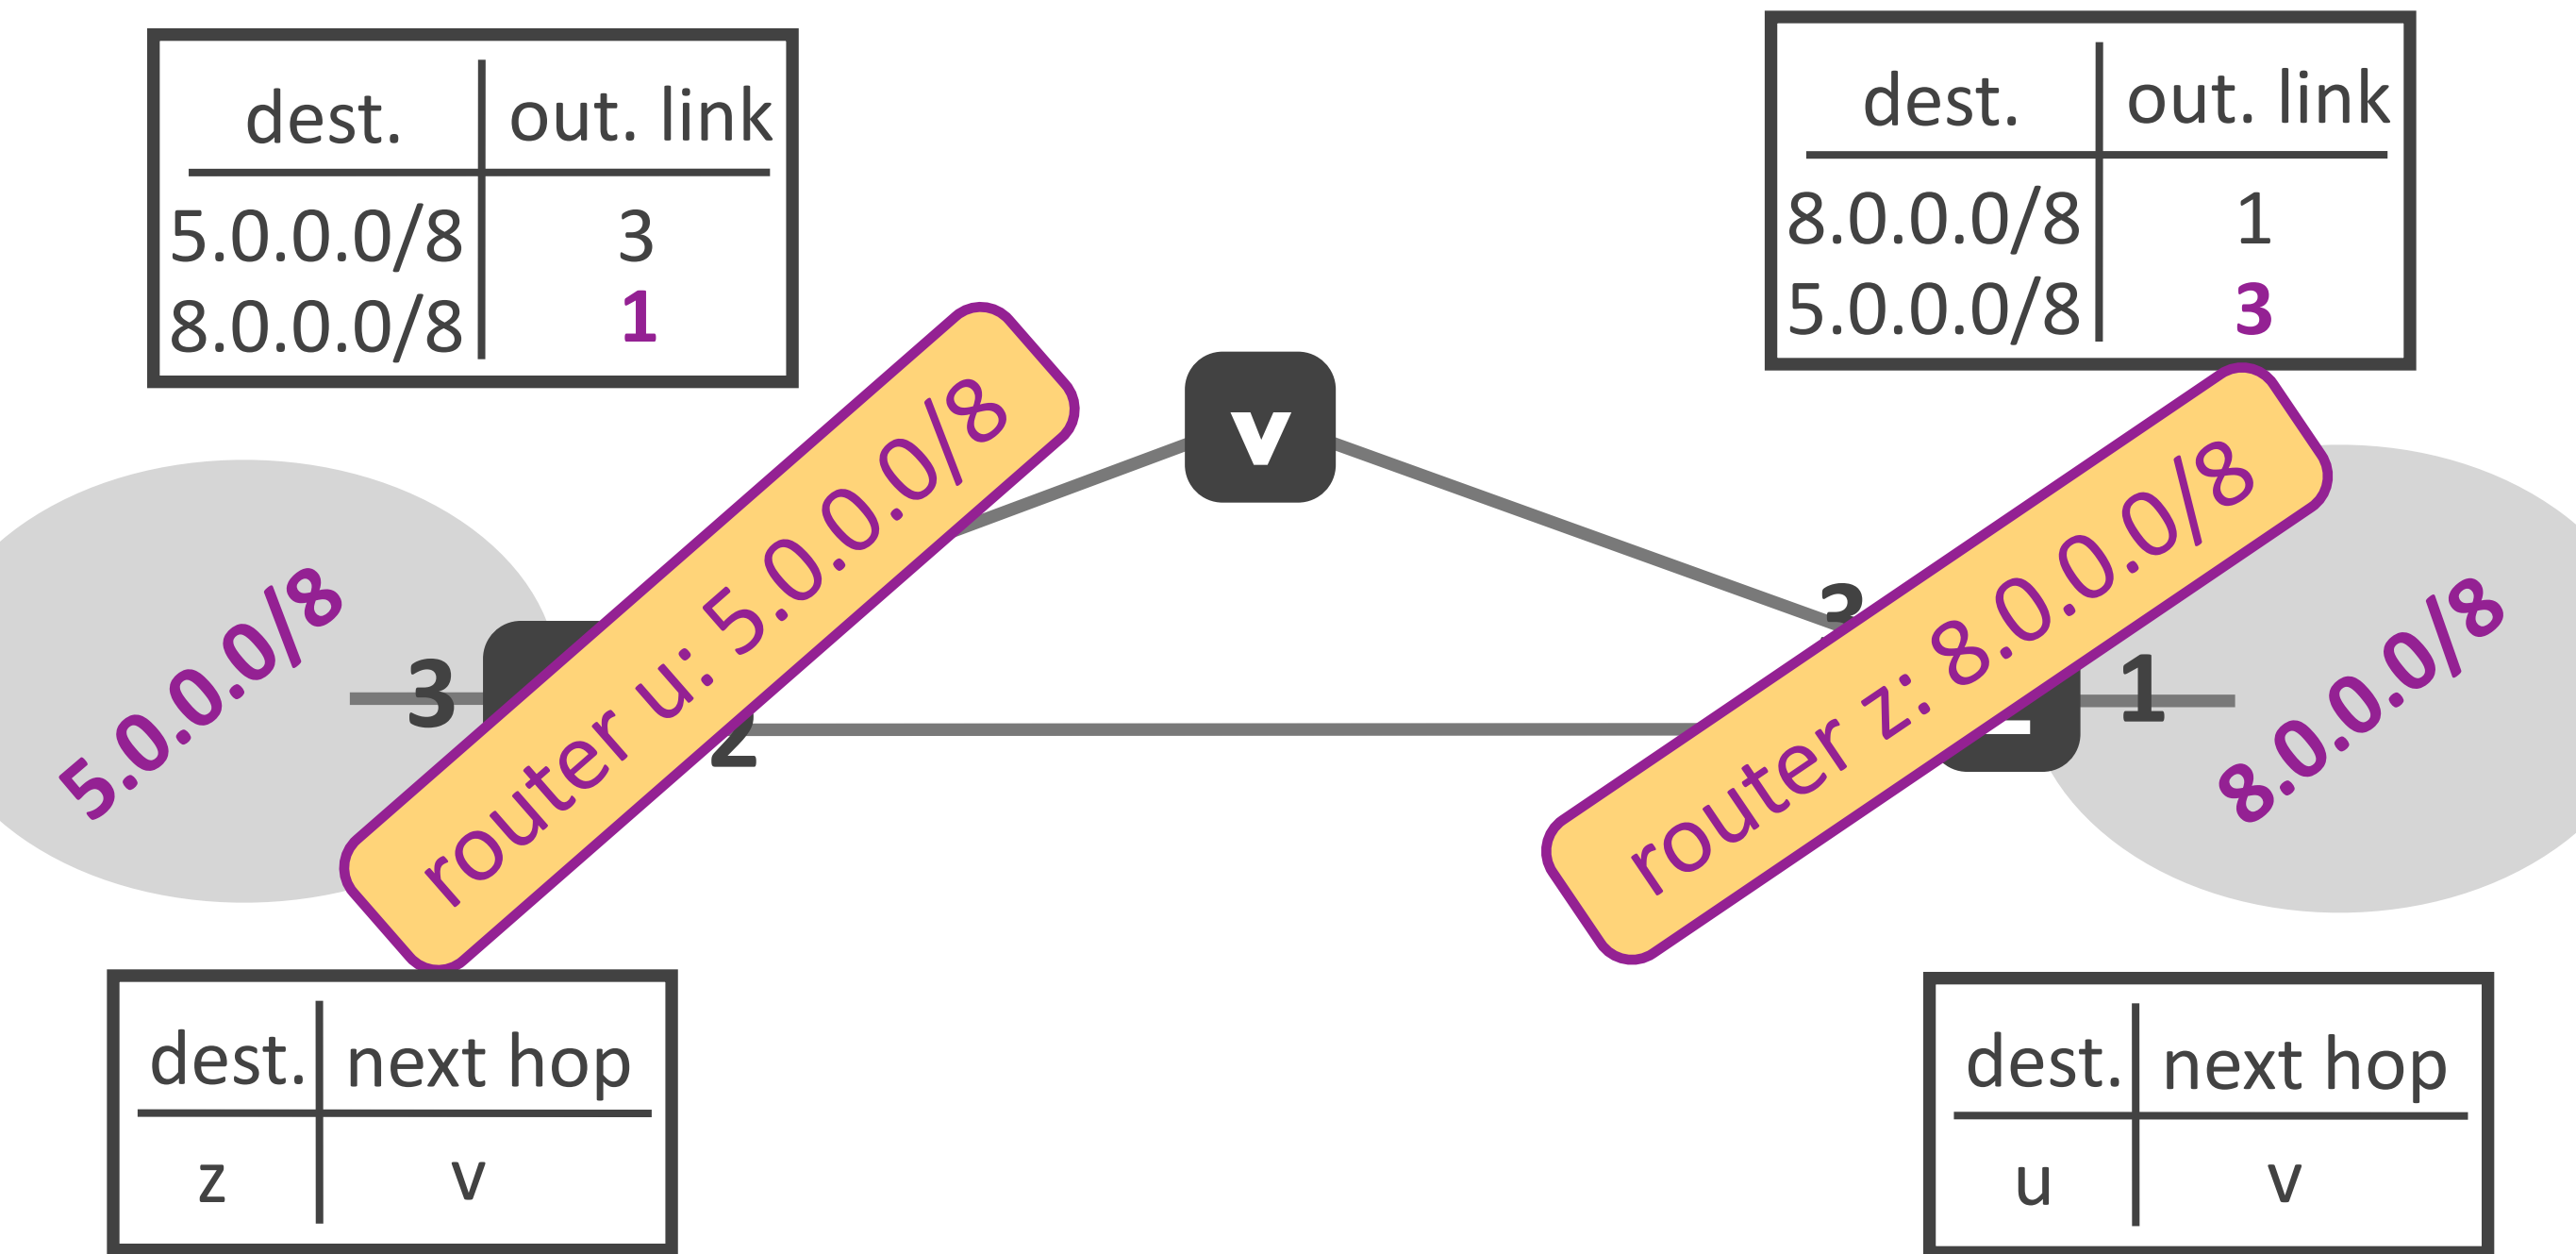 dest. out. link
5.0.0.0/8 3
8.0.0.0/8 1
dest. out. link
8.0.0.0/8 1
5.0.0.0/8 3
v
5.0.0.0/8
3
router u: 5.0.0.0/8
2
3
router z: 8.0.0.0/8
1
8.0.0.0/8
dest. next hop
z v
dest. next hop
u v